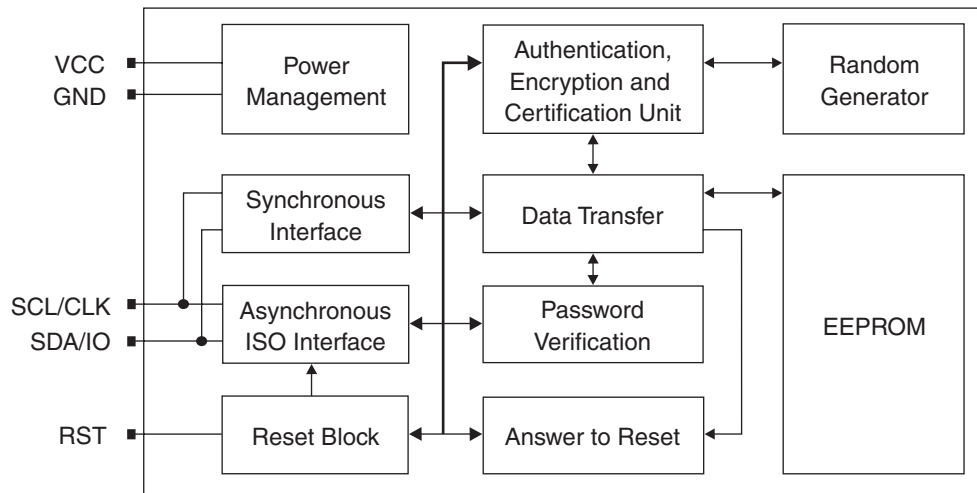 VCC
GND
Power
Management
Authentication,
Encryption and
Certification Unit
Random
Generator
Synchronous
Interface
Data Transfer
SCL/CLK
SDA/IO
Asynchronous
ISO Interface
Password
Verification
EEPROM
RST
Reset Block
Answer to Reset